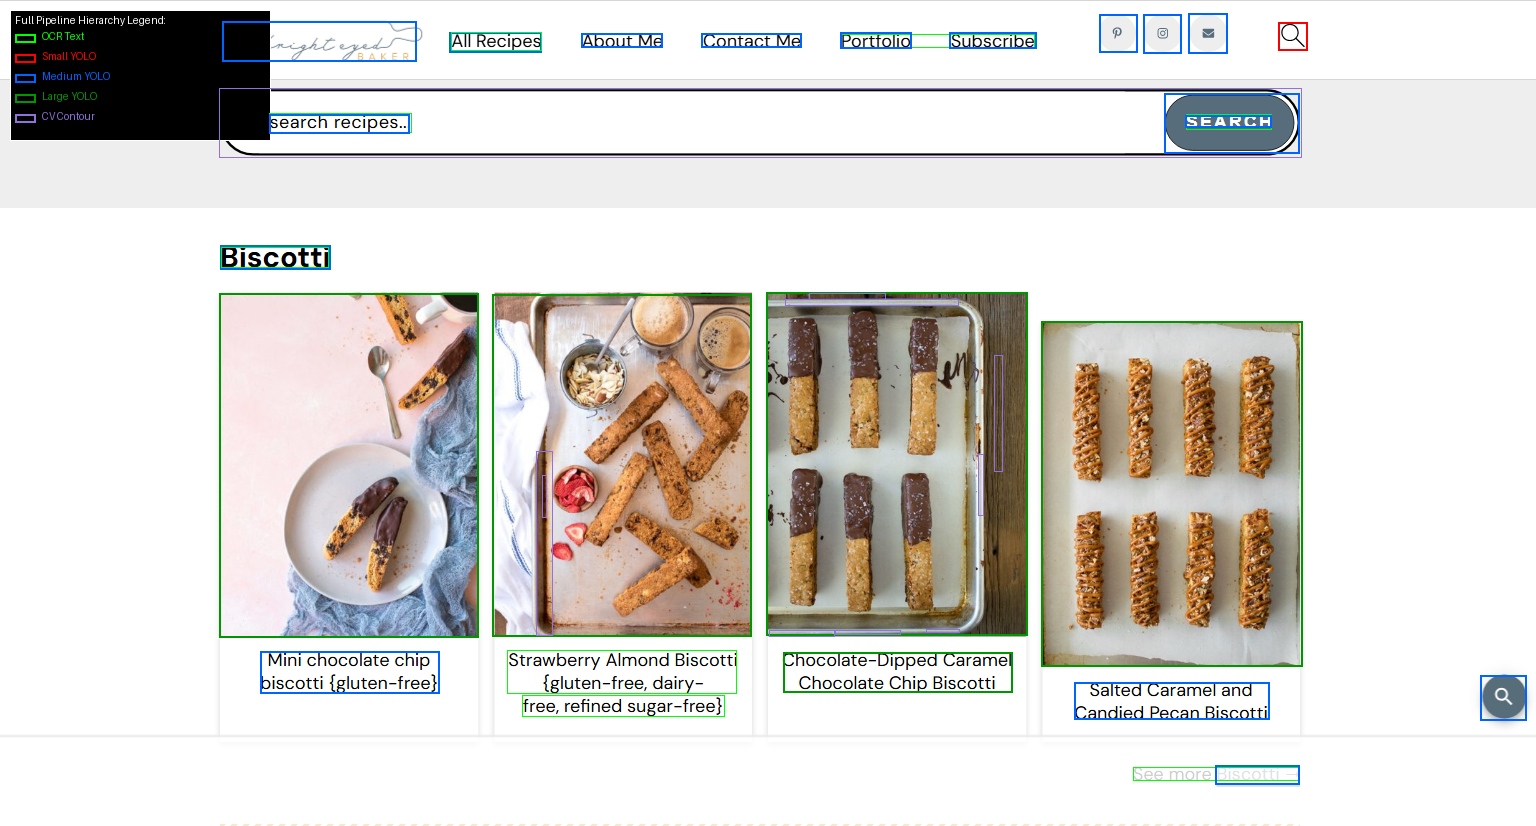 Full Pipeline Hierarchy Legend:
OCR Text
Small YOLO
Medium YOLO
Large YOLO
CV Contour
right eyed
BAKER
All Recipes
About Me
Contact Me
Portfolio
Subscribe
search recipes..
SEARCH
Biscotti
Mini chocolate chip
biscotti {gluten-free}
Strawberry Almond Biscotti
{gluten-free, dairy-
free, refined sugar-free}
Chocolate-Dipped Caramel
Chocolate Chip Biscotti
Salted Caramel and
Candied Pecan Biscotti
See more Biscotti →